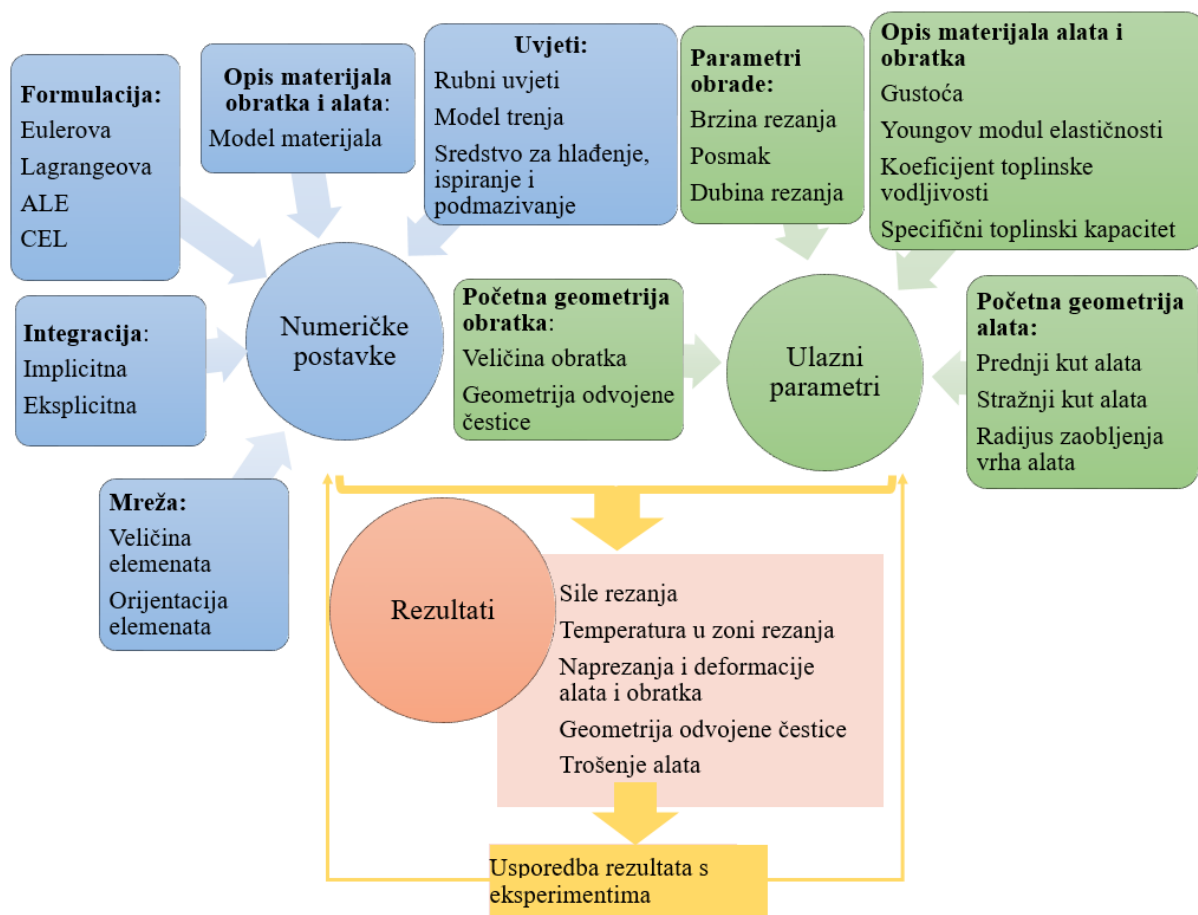 Formulacija:
Eulerova
Lagrangeova
ALE
CEL
Opis materijala
obratka i alata:
Model materijala
Uvjeti:
Rubni uvjeti
Model trenja
Sredstvo za hlađenje,
ispiranje i
podmazivanje
Parametri
obrade:
Brzina rezanja
Posmak
Dubina rezanja
Opis materijala alata i
obratka
Gustoća
Youngov modul elastičnosti
Koeficijent toplinske
vodljivosti
Specifični toplinski kapacitet
Integracija:
Implicitna
Eksplicitna
Numeričke
postavke
Početna geometrija
obratka:
Veličina obratka
Geometrija odvojene
čestice
Ulazni
parametri
Početna geometrija
alata:
Prednji kut alata
Stražnji kut alata
Radijus zaobljenja
vrha alata
Mreža:
Veličina
elemenata
Orijentacija
elemenata
Rezultati
Sile rezanja
Temperatura u zoni rezanja
Naprezanja i deformacije
alata i obratka
Geometrija odvojene čestice
Trošenje alata
Usporedba rezultata s
eksperimentima